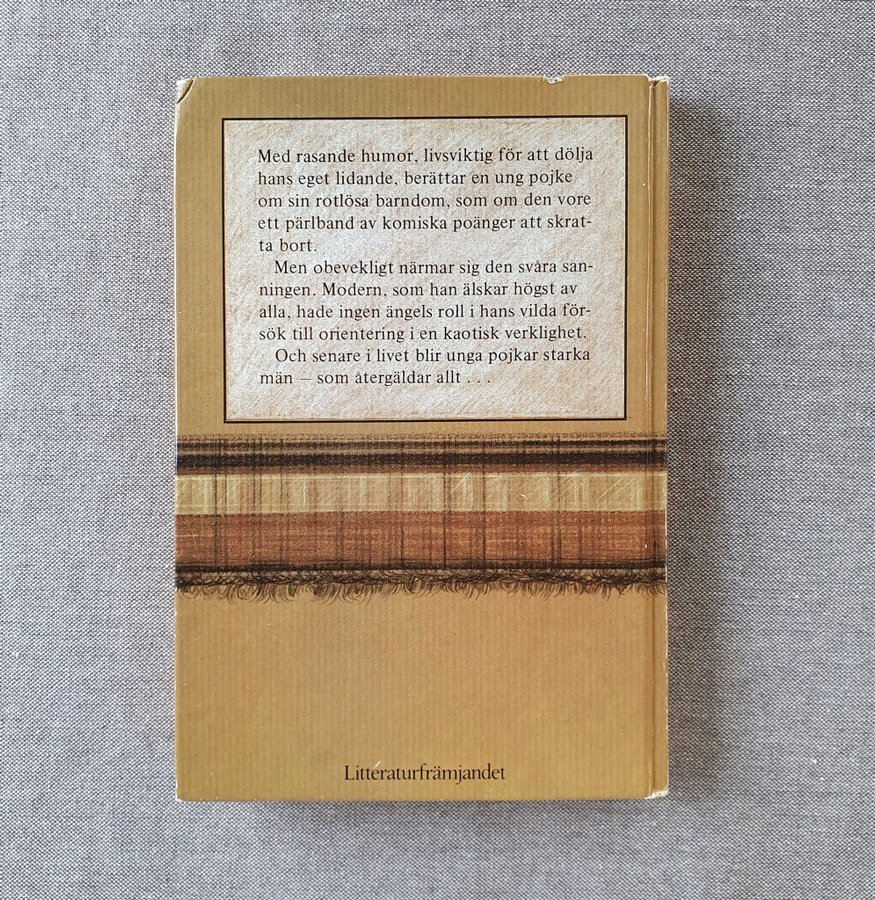 Med rasande humor, livsviktig för att dölja
hans eget lidande, berättar en ung pojke
om sin rotlösa barndom, som om den vore
ett pärlband av komiska poänger att skrat-
ta bort.
Men obevekligt närmar sig den svåra san-
ningen. Modern, som han älskar högst av
alla, hade ingen ängels roll i hans vilda för-
sök till orientering i en kaotisk verklighet.
Och senare i livet blir unga pojkar starka
män – som återgäldar allt . . .
Litteraturfrämjandet